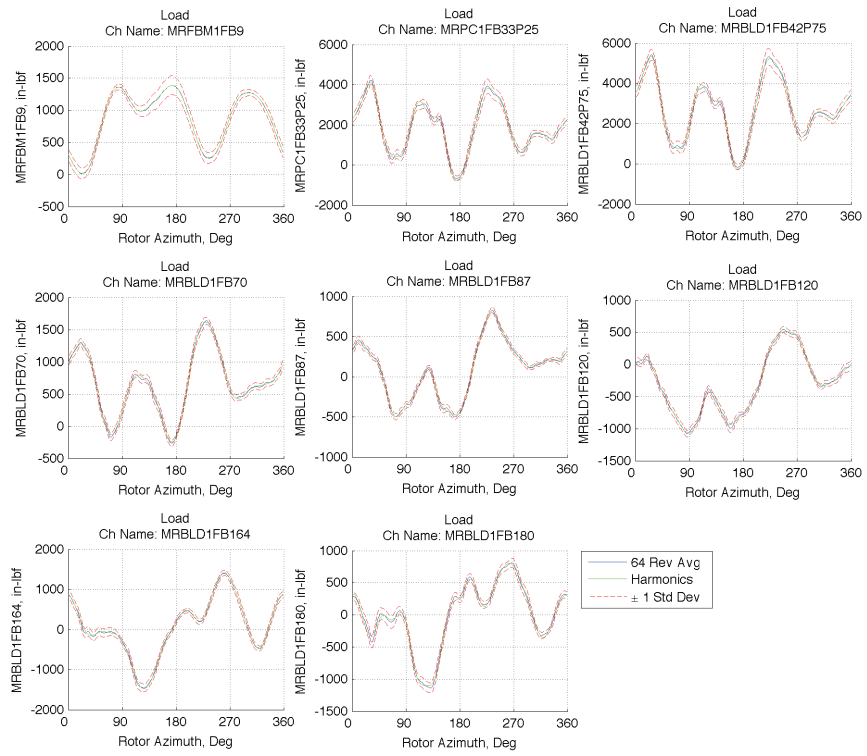 Load
Ch Name: MRFBM1FB9
2000
1500
1000
500
0
-500
MRFBM1FB9, in-lbf
0 90 180 270 360
Rotor Azimuth, Deg
Load
Ch Name: MRPC1FB33P25
6000
4000
2000
0
-2000
MRPC1FB33P25, in-lbf
0 90 180 270 360
Rotor Azimuth, Deg
Load
Ch Name: MRBLD1FB42P75
6000
4000
2000
0
-2000
MRBLD1FB42P75, in-lbf
0 90 180 270 360
Rotor Azimuth, Deg
Load
Ch Name: MRBLD1FB70
2000
1500
1000
500
0
-500
MRBLD1FB70, in-lbf
0 90 180 270 360
Rotor Azimuth, Deg
Load
Ch Name: MRBLD1FB87
1000
500
0
-500
-1000
MRBLD1FB87, in-lbf
0 90 180 270 360
Rotor Azimuth, Deg
Load
Ch Name: MRBLD1FB120
1000
500
0
-500
-1000
-1500
MRBLD1FB120, in-lbf
0 90 180 270 360
Rotor Azimuth, Deg
Load
Ch Name: MRBLD1FB164
2000
1000
0
-1000
-2000
MRBLD1FB164, in-lbf
0 90 180 270 360
Rotor Azimuth, Deg
Load
Ch Name: MRBLD1FB180
1000
500
0
-500
-1000
-1500
MRBLD1FB180, in-lbf
0 90 180 270 360
Rotor Azimuth, Deg
64 Rev Avg
Harmonics
± 1 Std Dev